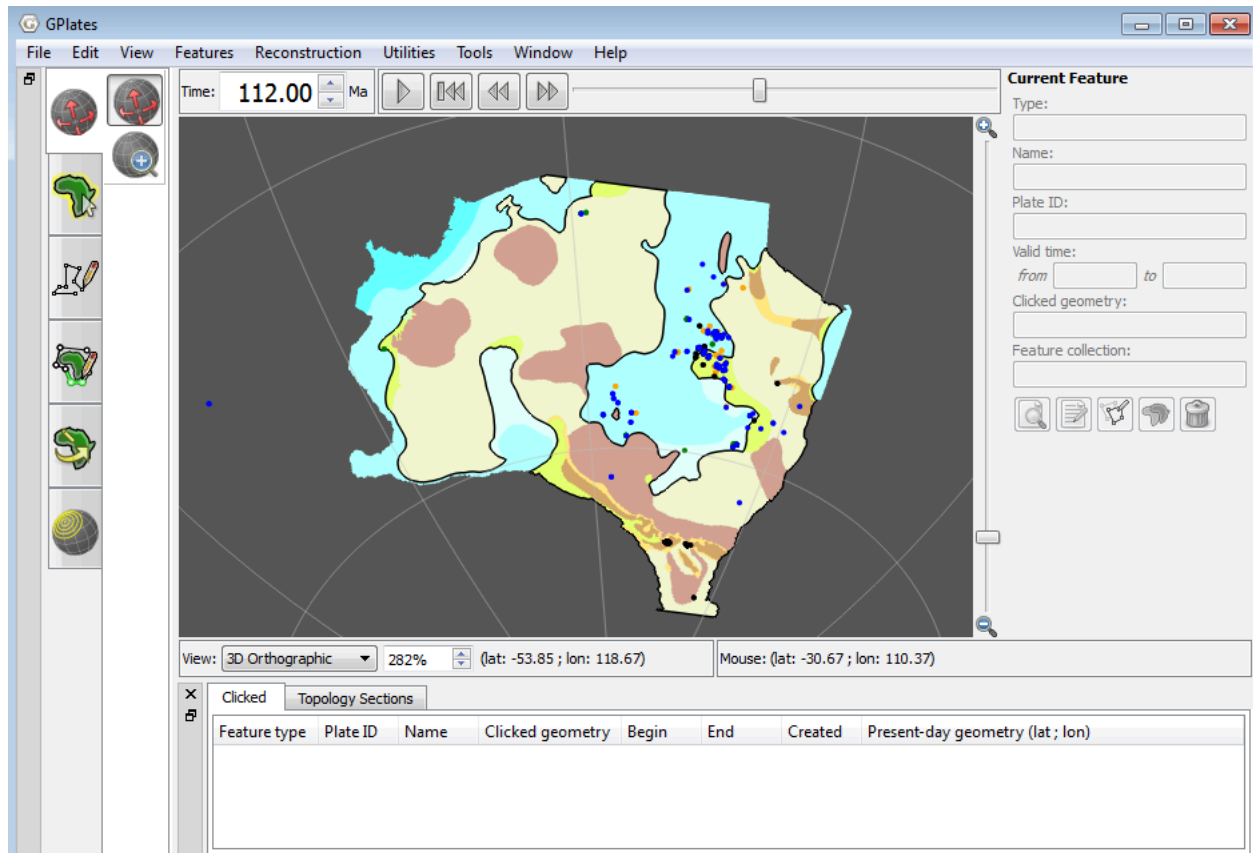 GPlates
File Edit View Features Reconstruction Utilities Tools Window Help
Time: 112.00 Ma
Current Feature
Type:
Name:
Plate ID:
Valid time:
from to
Clicked geometry:
Feature collection:
View: 3D Orthographic 282% (lat: -53.85 ; lon: 118.67) Mouse: (lat: -30.67 ; lon: 110.37)
Clicked Topology Sections
Feature type Plate ID Name Clicked geometry Begin End Created Present-day geometry (lat ; lon)